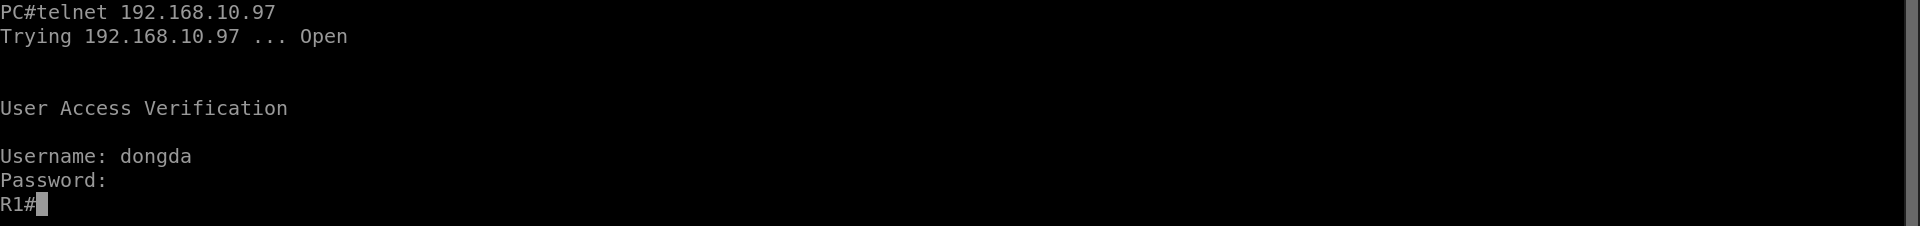 PC#telnet 192.168.10.97
Trying 192.168.10.97 ... Open
User Access Verification
Username: dongda
Password:
R1#